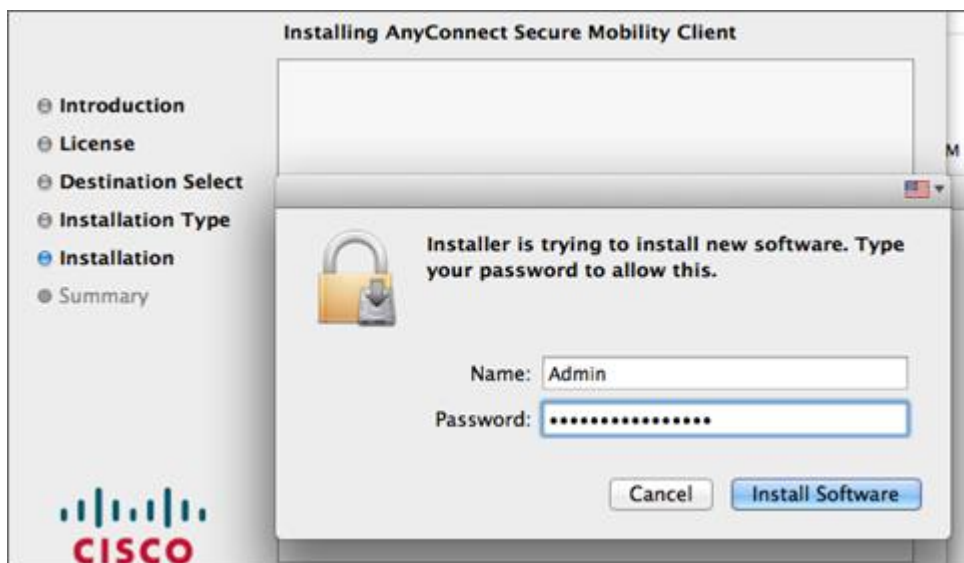 Installing AnyConnect Secure Mobility Client
Introduction
License
Destination Select
Installation Type
Installation
Summary
M
Installer is trying to install new software. Type
your password to allow this.
Name: Admin
Password: ••••••••••••••••
Cancel
Install Software
CISCO